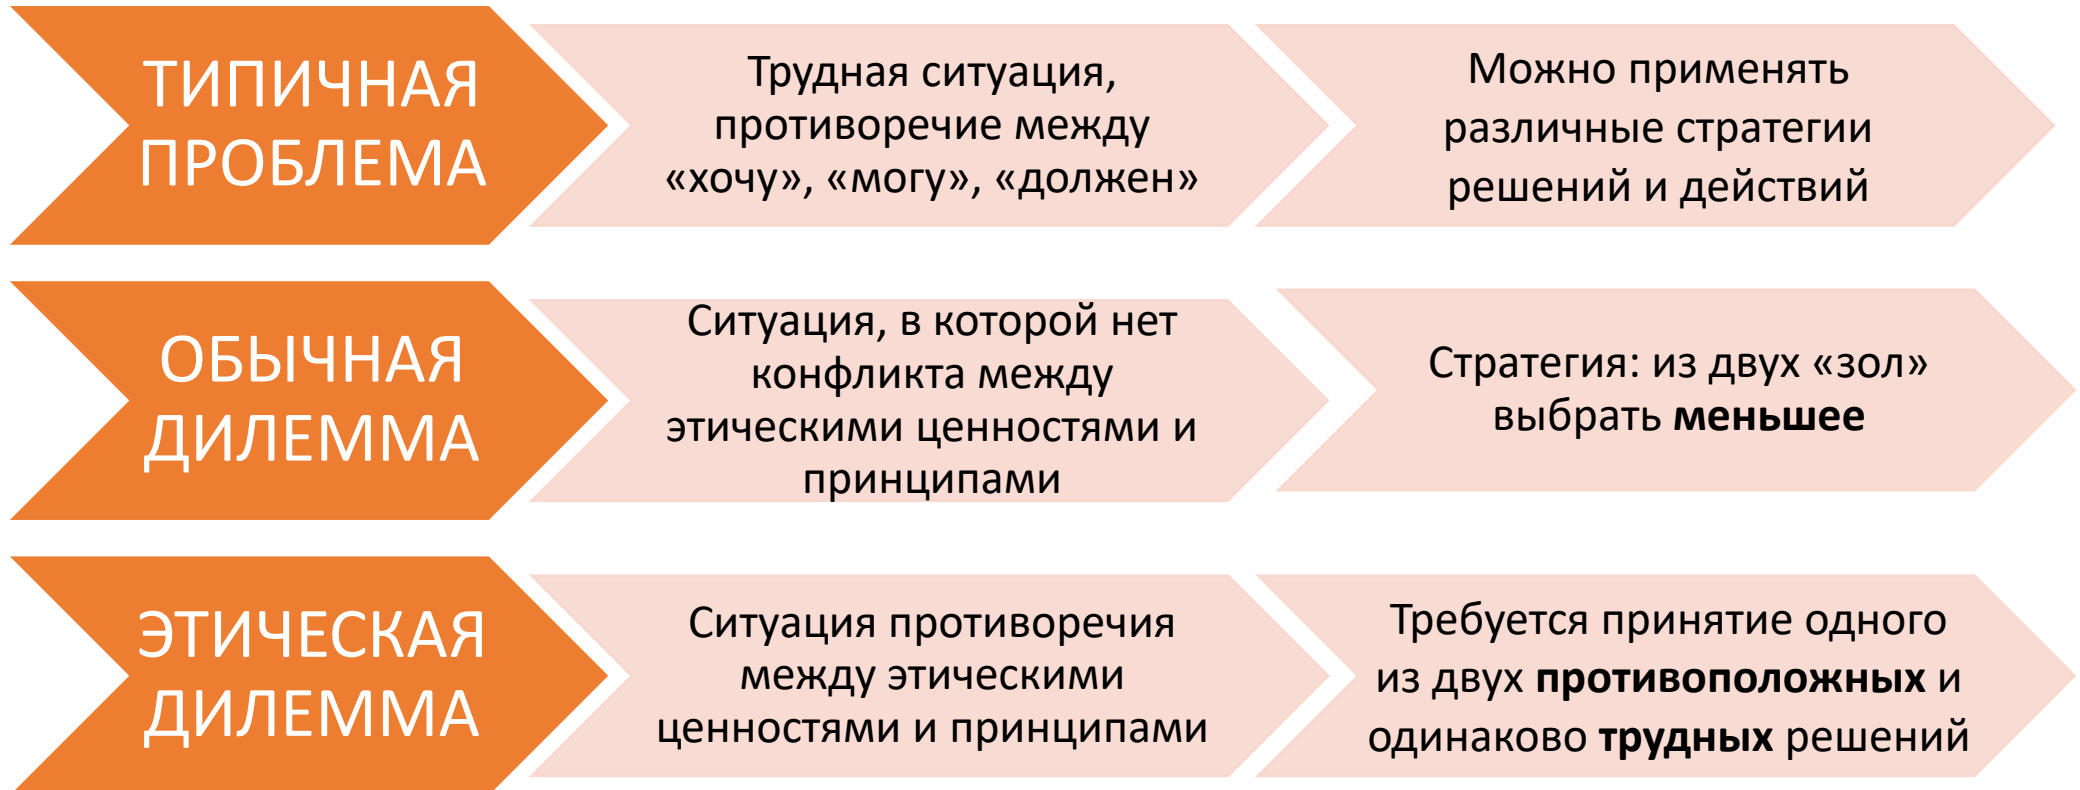 ТИПИЧНАЯ
ПРОБЛЕМА
Трудная ситуация,
противоречие между
«хочу», «могу», «должен»
Можно применять
различные стратегии
решений и действий
ОБЫЧНАЯ
ДИЛЕММА
Ситуация, в которой нет
конфликта между
этическими ценностями и
принципами
Стратегия: из двух «зол»
выбрать меньшее
ЭТИЧЕСКАЯ
ДИЛЕММА
Ситуация противоречия
между этическими
ценностями и принципами
Требуется принятие одного
из двух противоположных и
одинаково трудных решений